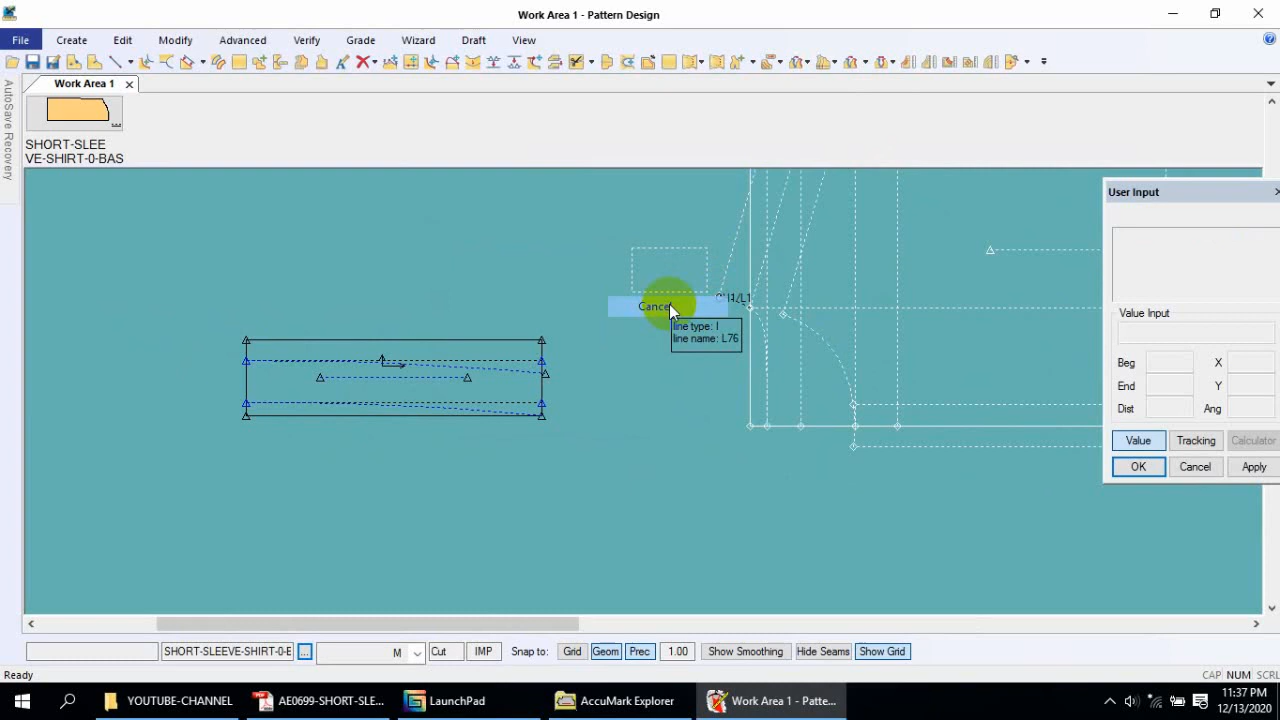 Work Area 1 - Pattern Design
File Create Edit Modify Advanced Verify Grade Wizard Draft View
AutoSave Recovery
Work Area 1
SHORT-SLEE
VE-SHIRT-0-BAS
User Input
Cancel
line type: I
line name: L76
Value Input
Beg X
End Y
Dist Ang
Value Tracking Calculator
OK Cancel Apply
SHORT-SLEEVE-SHIRT-0-E ... M Cut IMP Snap to: Grid Geom Prec 1.00 Show Smoothing Hide Seams Show Grid
Ready CAP NUM SCRL
YOUTUBE-CHANNEL AE0699-SHORT-SLE... LaunchPad AccuMark Explorer Work Area 1 - Patte...
11:37 PM
12/13/2020